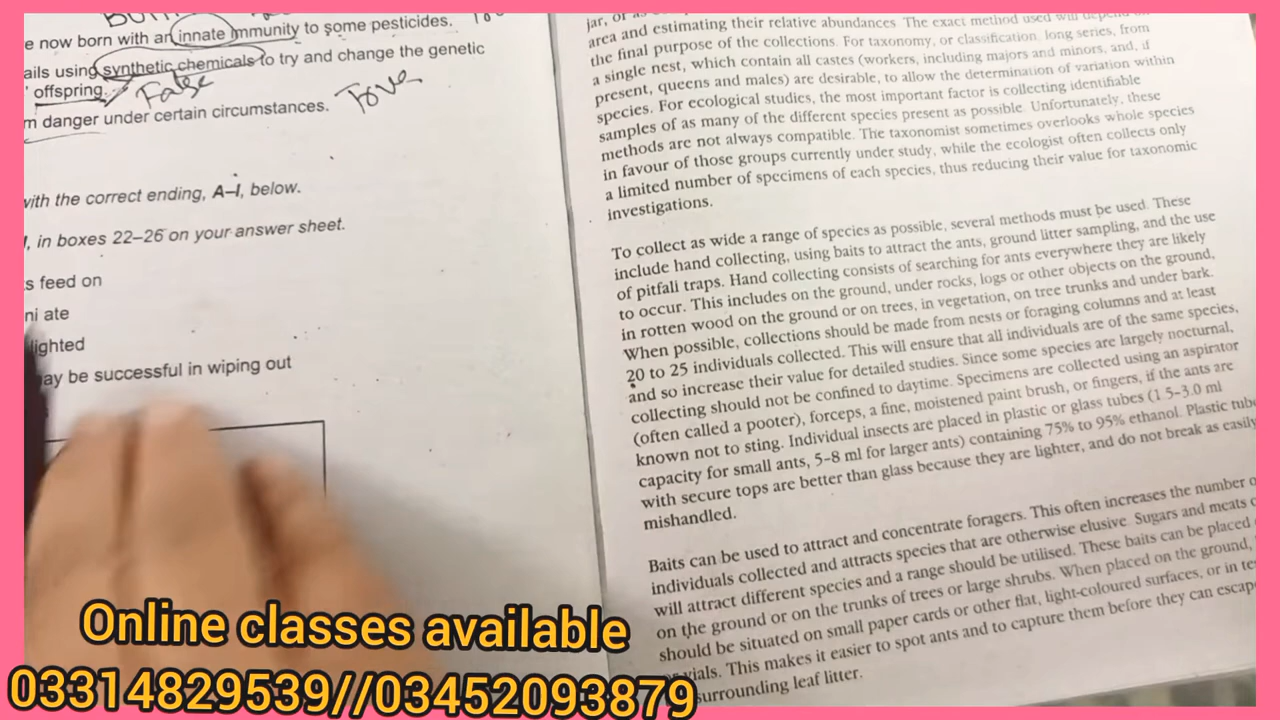 e now born with an innate immunity to some pesticides.
ails using synthetic chemicals to try and change the genetic
' offspring.
False
m danger under certain circumstances.
True
with the correct ending, A–I, below.
, in boxes 22–26 on your answer sheet.
s feed on
ni ate
lighted
ay be successful in wiping out
jar, or
area and estimating their relative abundances. The exact method used will depend
the final purpose of the collections. For taxonomy, or classification, long series, from
a single nest, which contain all castes (workers, including majors and minors, and, if
present, queens and males) are desirable, to allow the determination of variation within
species. For ecological studies, the most important factor is collecting identifiable
samples of as many of the different species present as possible. Unfortunately, these
methods are not always compatible. The taxonomist sometimes overlooks whole species
in favour of those groups currently under study, while the ecologist often collects only
a limited number of specimens of each species, thus reducing their value for taxonomic
investigations.
To collect as wide a range of species as possible, several methods must be used. These
include hand collecting, using baits to attract the ants, ground litter sampling, and the use
of pitfall traps. Hand collecting consists of searching for ants everywhere they are likely
to occur. This includes on the ground, under rocks, logs or other objects on the ground,
in rotten wood on the ground or on trees, in vegetation, on tree trunks and under bark.
When possible, collections should be made from nests or foraging columns and at least
20 to 25 individuals collected. This will ensure that all individuals are of the same species,
and so increase their value for detailed studies. Since some species are largely nocturnal,
collecting should not be confined to daytime. Specimens are collected using an aspirator
(often called a pooter), forceps, a fine, moistened paint brush, or fingers, if the ants are
known not to sting. Individual insects are placed in plastic or glass tubes (1.5–3.0 ml
capacity for small ants, 5–8 ml for larger ants) containing 75% to 95% ethanol. Plastic tube
with secure tops are better than glass because they are lighter, and do not break as easily
mishandled.
Baits can be used to attract and concentrate foragers. This often increases the number o
individuals collected and attracts species that are otherwise elusive. Sugars and meats o
will attract different species and a range should be utilised. These baits can be placed
on the ground or on the trunks of trees or large shrubs. When placed on the ground,
should be situated on small paper cards or other flat, light-coloured surfaces, or in te
vials. This makes it easier to spot ants and to capture them before they can escap
surrounding leaf litter.
Online classes available
03314829539//03452093879